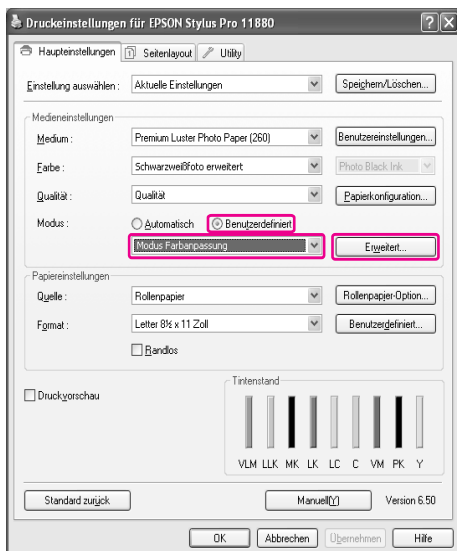 Druckeinstellungen für EPSON Stylus Pro 11880
Haupteinstellungen Seitenlayout Utility
Einstellung auswählen : Aktuelle Einstellungen Speichern/Löschen...
Medieneinstellungen
Medium : Premium Luster Photo Paper (260) Benutzereinstellungen...
Farbe : Schwarzweißfoto erweitert Photo Black Ink
Qualität : Qualität Papierkonfiguration...
Modus : Automatisch Benutzerdefiniert
Modus Farbanpassung Erweitert...
Papiereinstellungen
Quelle : Rollenpapier Rollenpapier-Option...
Format : Letter 8½ x 11 Zoll Benutzerdefiniert...
Randlos
Druckvorschau
Tintenstand
VLM LLK MK LK LC C VM PK Y
Standard zurück Manuell(Y) Version 6.50
OK Abbrechen Übernehmen Hilfe